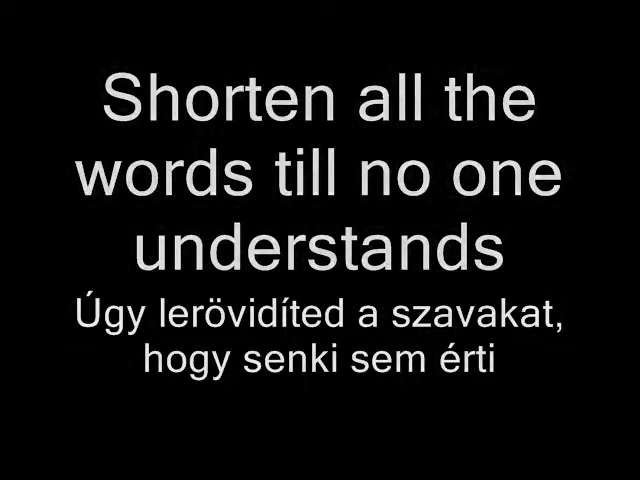 Shorten all the
words till no one
understands
Úgy lerövidíted a szavakat,
hogy senki sem érti